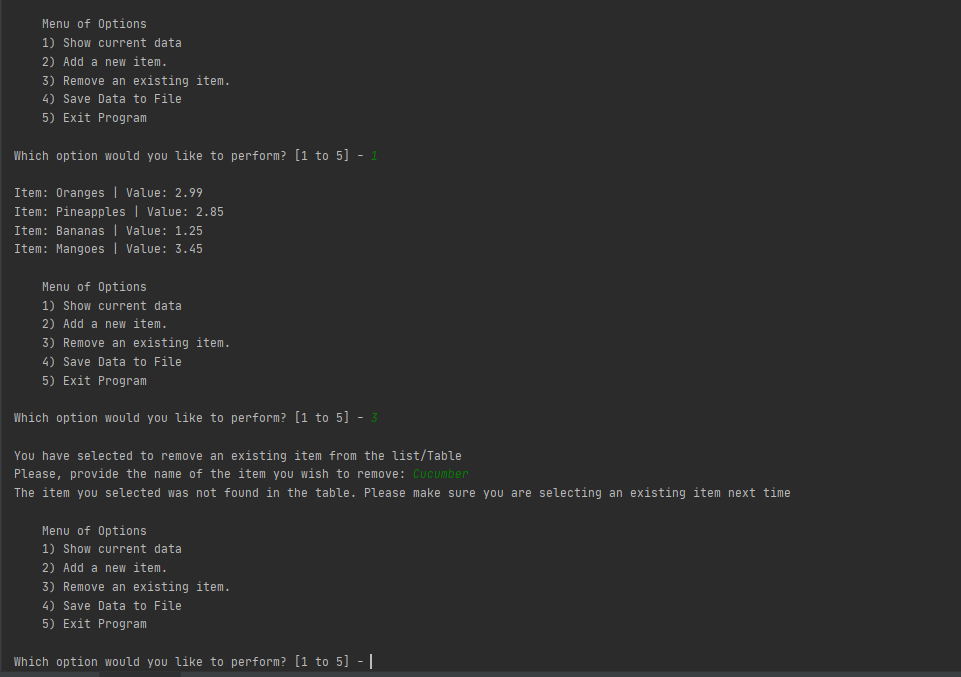 Menu of Options
1) Show current data
2) Add a new item.
3) Remove an existing item.
4) Save Data to File
5) Exit Program
Which option would you like to perform? [1 to 5] - 1
Item: Oranges | Value: 2.99
Item: Pineapples | Value: 2.85
Item: Bananas | Value: 1.25
Item: Mangoes | Value: 3.45
Menu of Options
1) Show current data
2) Add a new item.
3) Remove an existing item.
4) Save Data to File
5) Exit Program
Which option would you like to perform? [1 to 5] - 3
You have selected to remove an existing item from the list/Table
Please, provide the name of the item you wish to remove: Cucumber
The item you selected was not found in the table. Please make sure you are selecting an existing item next time
Menu of Options
1) Show current data
2) Add a new item.
3) Remove an existing item.
4) Save Data to File
5) Exit Program
Which option would you like to perform? [1 to 5] -